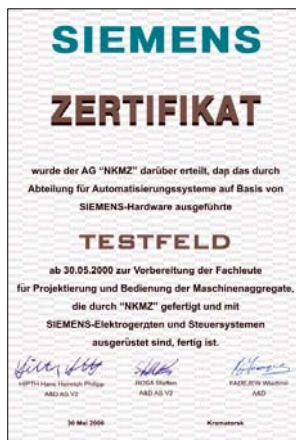 SIEMENS
ZERTIFIKAT
wurde der AG "NKMZ" darüber erteilt, dap das durch
Abteilung für Automatisierungssysteme auf Basis von
SIEMENS-Hardware ausgeführte
TESTFELD
ab 30.05.2000 zur Vorbereitung der Fachleute
für Projektierung und Bedienung der Maschinenaggregate,
die durch "NKMZ" gefertigt und mit
SIEMENS-Elektrogerдten und Steuersystemen
ausgerüstet sind, fertig ist.
HIPTH Hans Heinrich Philipp ROSA Steffen FADEJEW Wladimir
A&D AS V2 A&D AS V2 A&D
30 Mai 2000 Kramatorsk